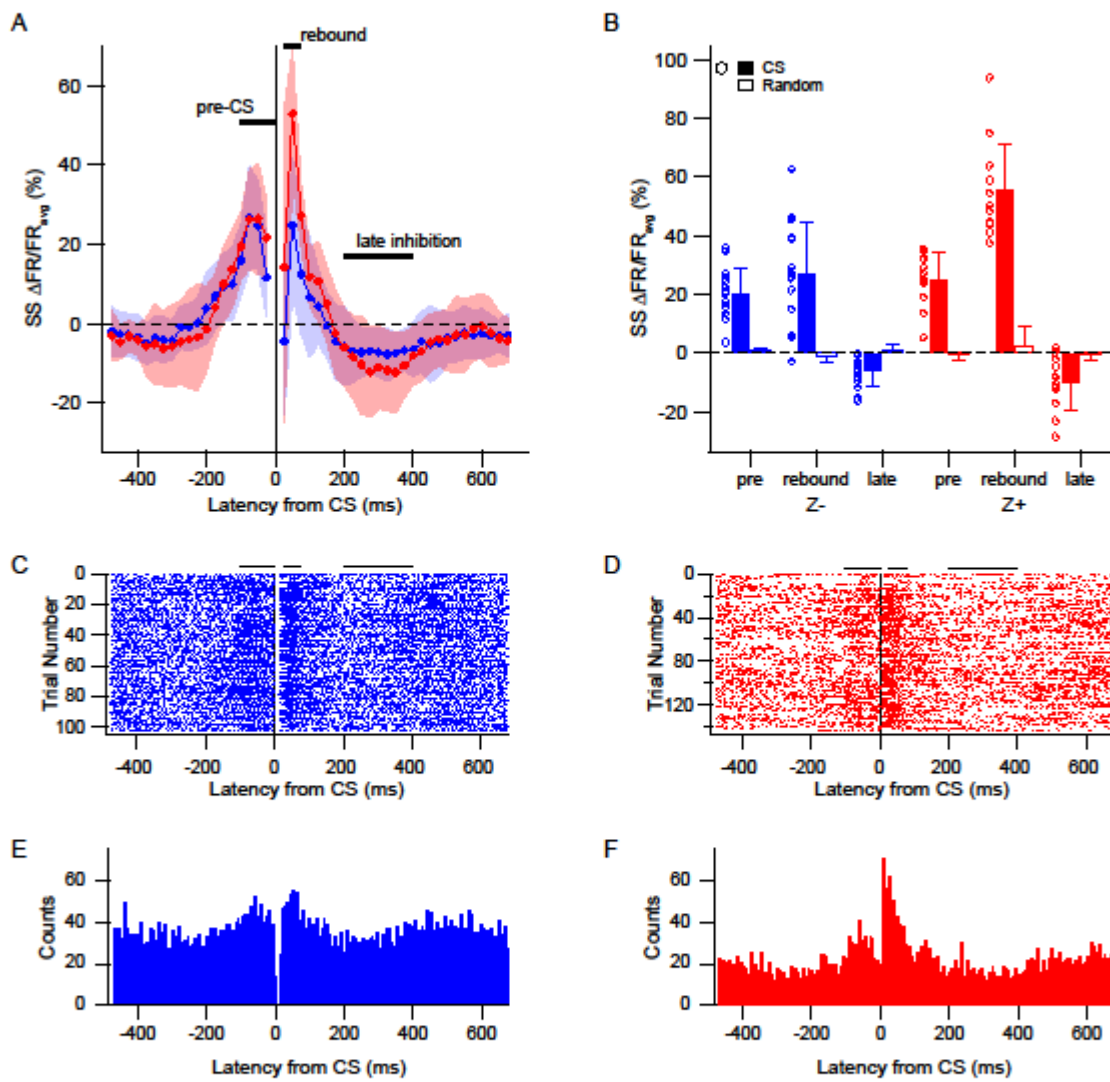 A
rebound
pre-CS
late inhibition
60
40
20
0
-20
SS ΔFR/FRavg (%)
-400 -200 0 200 400 600
Latency from CS (ms)
B
CS
Random
100
80
60
40
20
0
-20
SS ΔFR/FRavg (%)
pre rebound late pre rebound late
Z- Z+
C
0
20
40
60
80
100
Trial Number
-400 -200 0 200 400 600
Latency from CS (ms)
D
0
40
80
120
Trial Number
-400 -200 0 200 400 600
Latency from CS (ms)
E
60
40
20
0
Counts
-400 -200 0 200 400 600
Latency from CS (ms)
F
60
40
20
0
Counts
-400 -200 0 200 400 600
Latency from CS (ms)